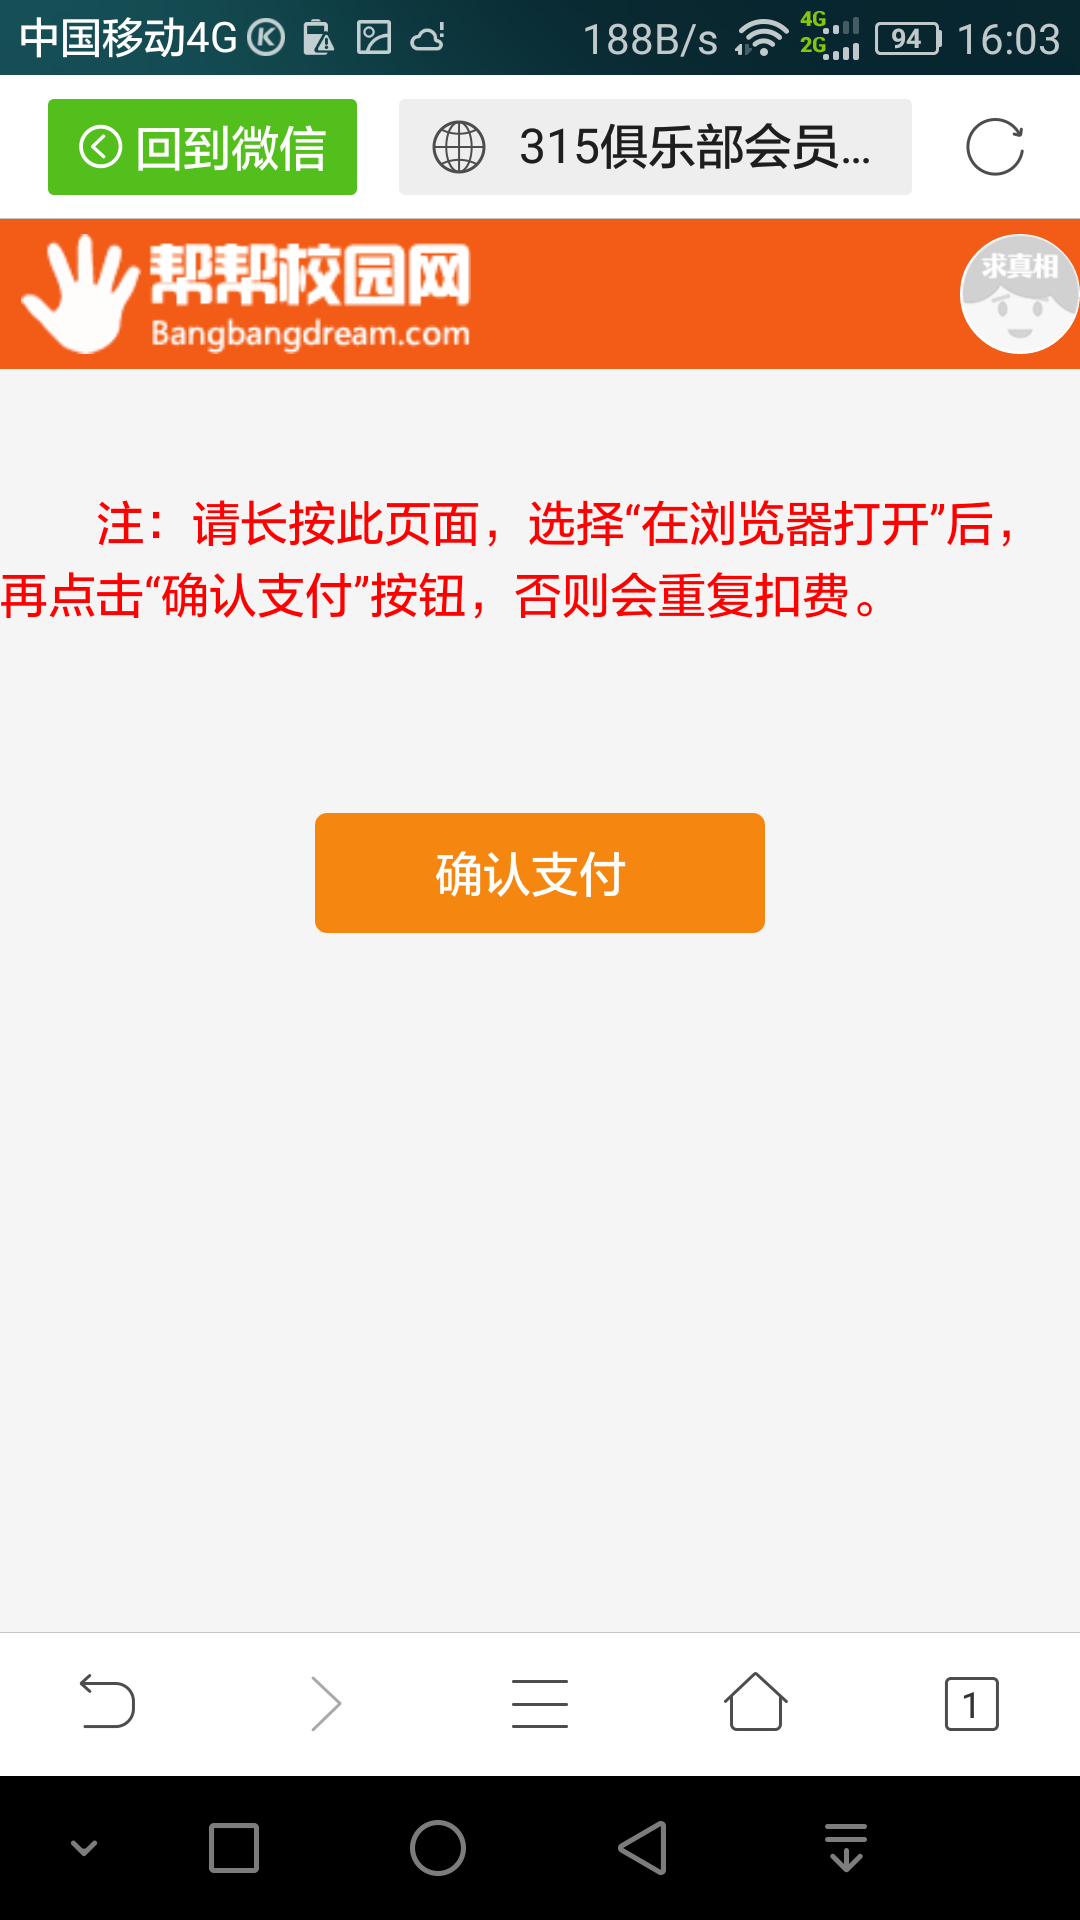 中国移动4G 188B/s 4G 2G 94 16:03
回到微信 315俱乐部会员...
帮帮校园网 求真相
Bangbangdream.com
注：请长按此页面，选择“在浏览器打开”后，
再点击“确认支付”按钮，否则会重复扣费。
确认支付
1